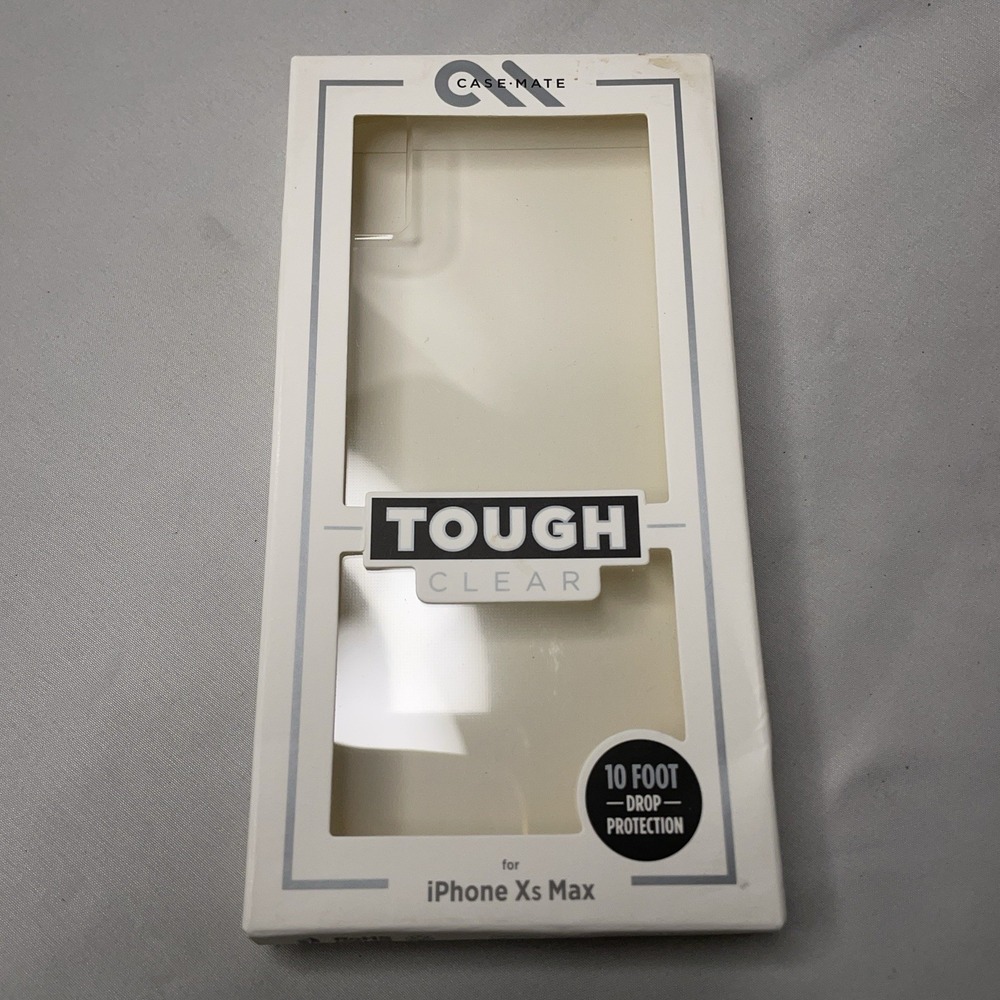 CASE·MATE
TOUGH
CLEAR
10 FOOT
DROP
PROTECTION
for
iPhone Xs Max